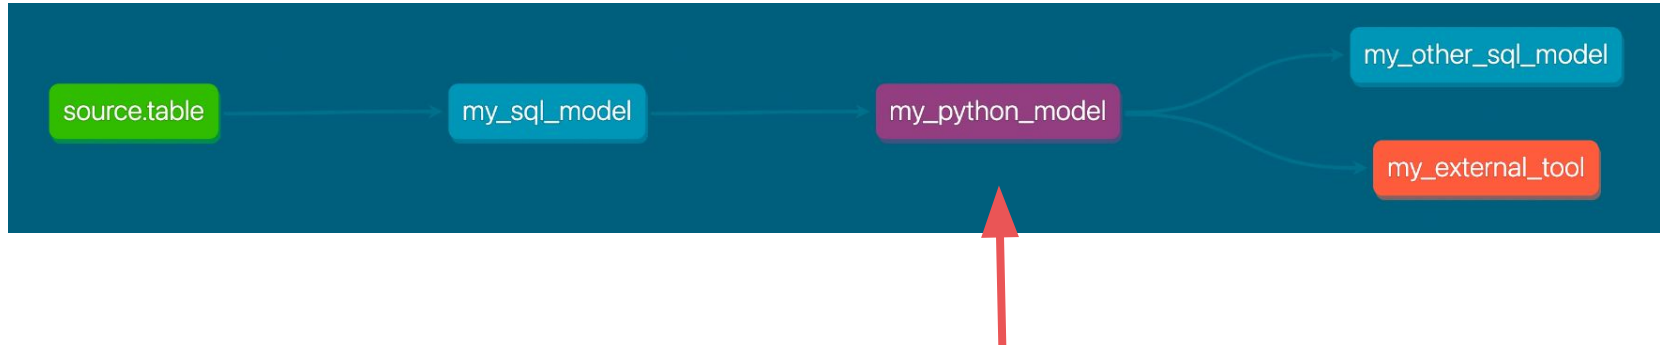 source.table
my_sql_model
my_python_model
my_other_sql_model
my_external_tool